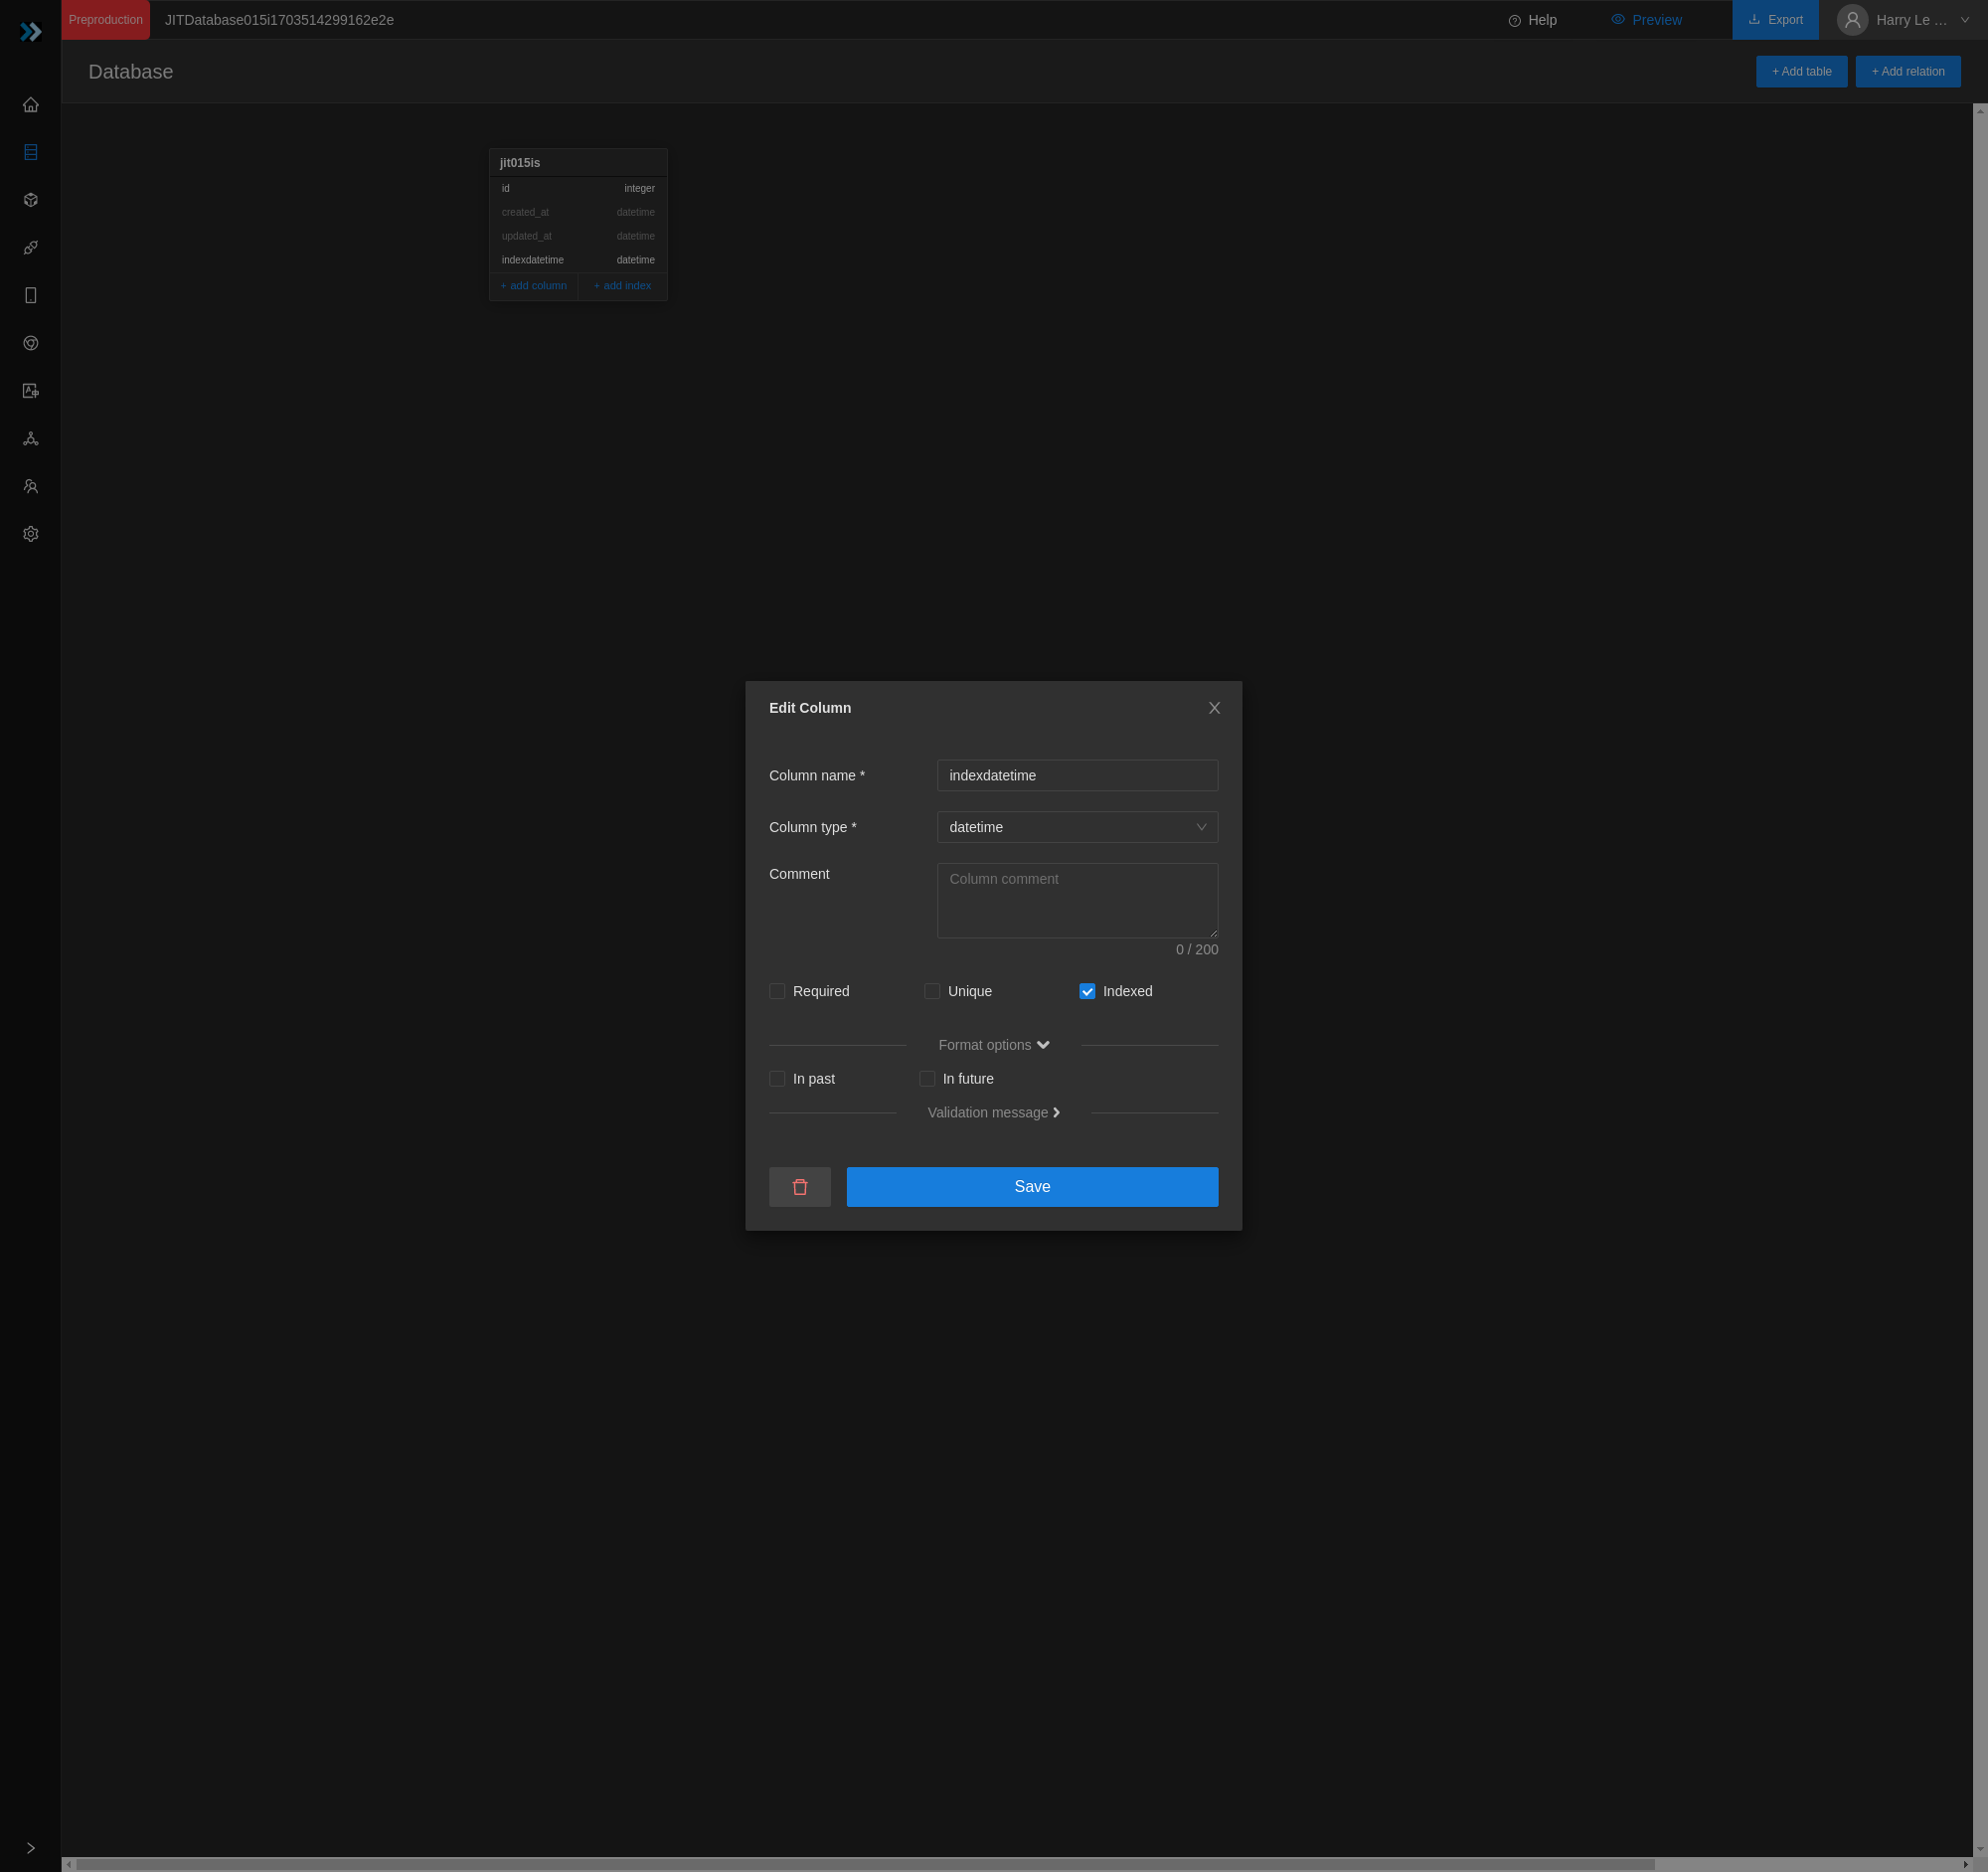 Preproduction JITDatabase015i1703514299162e2e Help Preview Export Harry Le ...
Database + Add table + Add relation
jit015is
id integer
created_at datetime
updated_at datetime
indexdatetime datetime
+ add column + add index
Edit Column
Column name * indexdatetime
Column type * datetime
Comment Column comment
0 / 200
Required Unique Indexed
Format options
In past In future
Validation message
Save